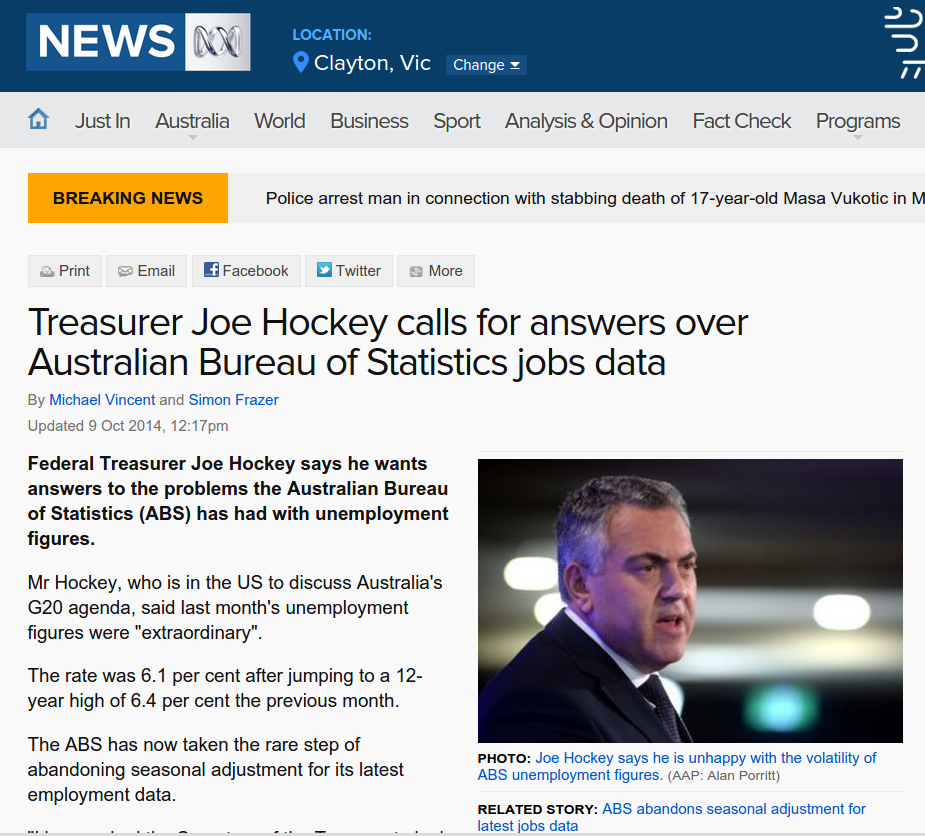 NEWS
LOCATION:
Clayton, Vic Change
Just In Australia World Business Sport Analysis & Opinion Fact Check Programs
BREAKING NEWS Police arrest man in connection with stabbing death of 17-year-old Masa Vukotic in M
Print Email Facebook Twitter More
Treasurer Joe Hockey calls for answers over
Australian Bureau of Statistics jobs data
By Michael Vincent and Simon Frazer
Updated 9 Oct 2014, 12:17pm
Federal Treasurer Joe Hockey says he wants
answers to the problems the Australian Bureau
of Statistics (ABS) has had with unemployment
figures.
Mr Hockey, who is in the US to discuss Australia's
G20 agenda, said last month's unemployment
figures were "extraordinary".
The rate was 6.1 per cent after jumping to a 12-
year high of 6.4 per cent the previous month.
The ABS has now taken the rare step of
abandoning seasonal adjustment for its latest
employment data.
PHOTO: Joe Hockey says he is unhappy with the volatility of
ABS unemployment figures. (AAP: Alan Porritt)
RELATED STORY: ABS abandons seasonal adjustment for
latest jobs data